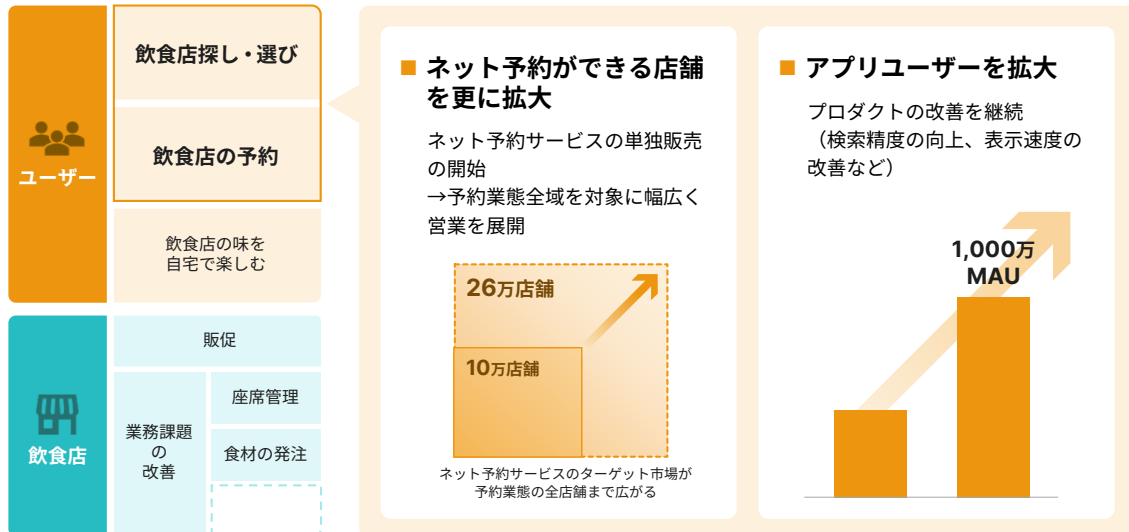 飲食店探し・選び
飲食店の予約
ユーザー
飲食店の味を
自宅で楽しむ
販促
飲食店
業務課題
の
改善
座席管理
食材の発注
■ ネット予約ができる店舗
を更に拡大
ネット予約サービスの単独販売
の開始
→予約業態全域を対象に幅広く
営業を展開
26万店舗
10万店舗
ネット予約サービスのターゲット市場が
予約業態の全店舗まで広がる
■ アプリユーザーを拡大
プロダクトの改善を継続
（検索精度の向上、表示速度の
改善など）
1,000万
MAU